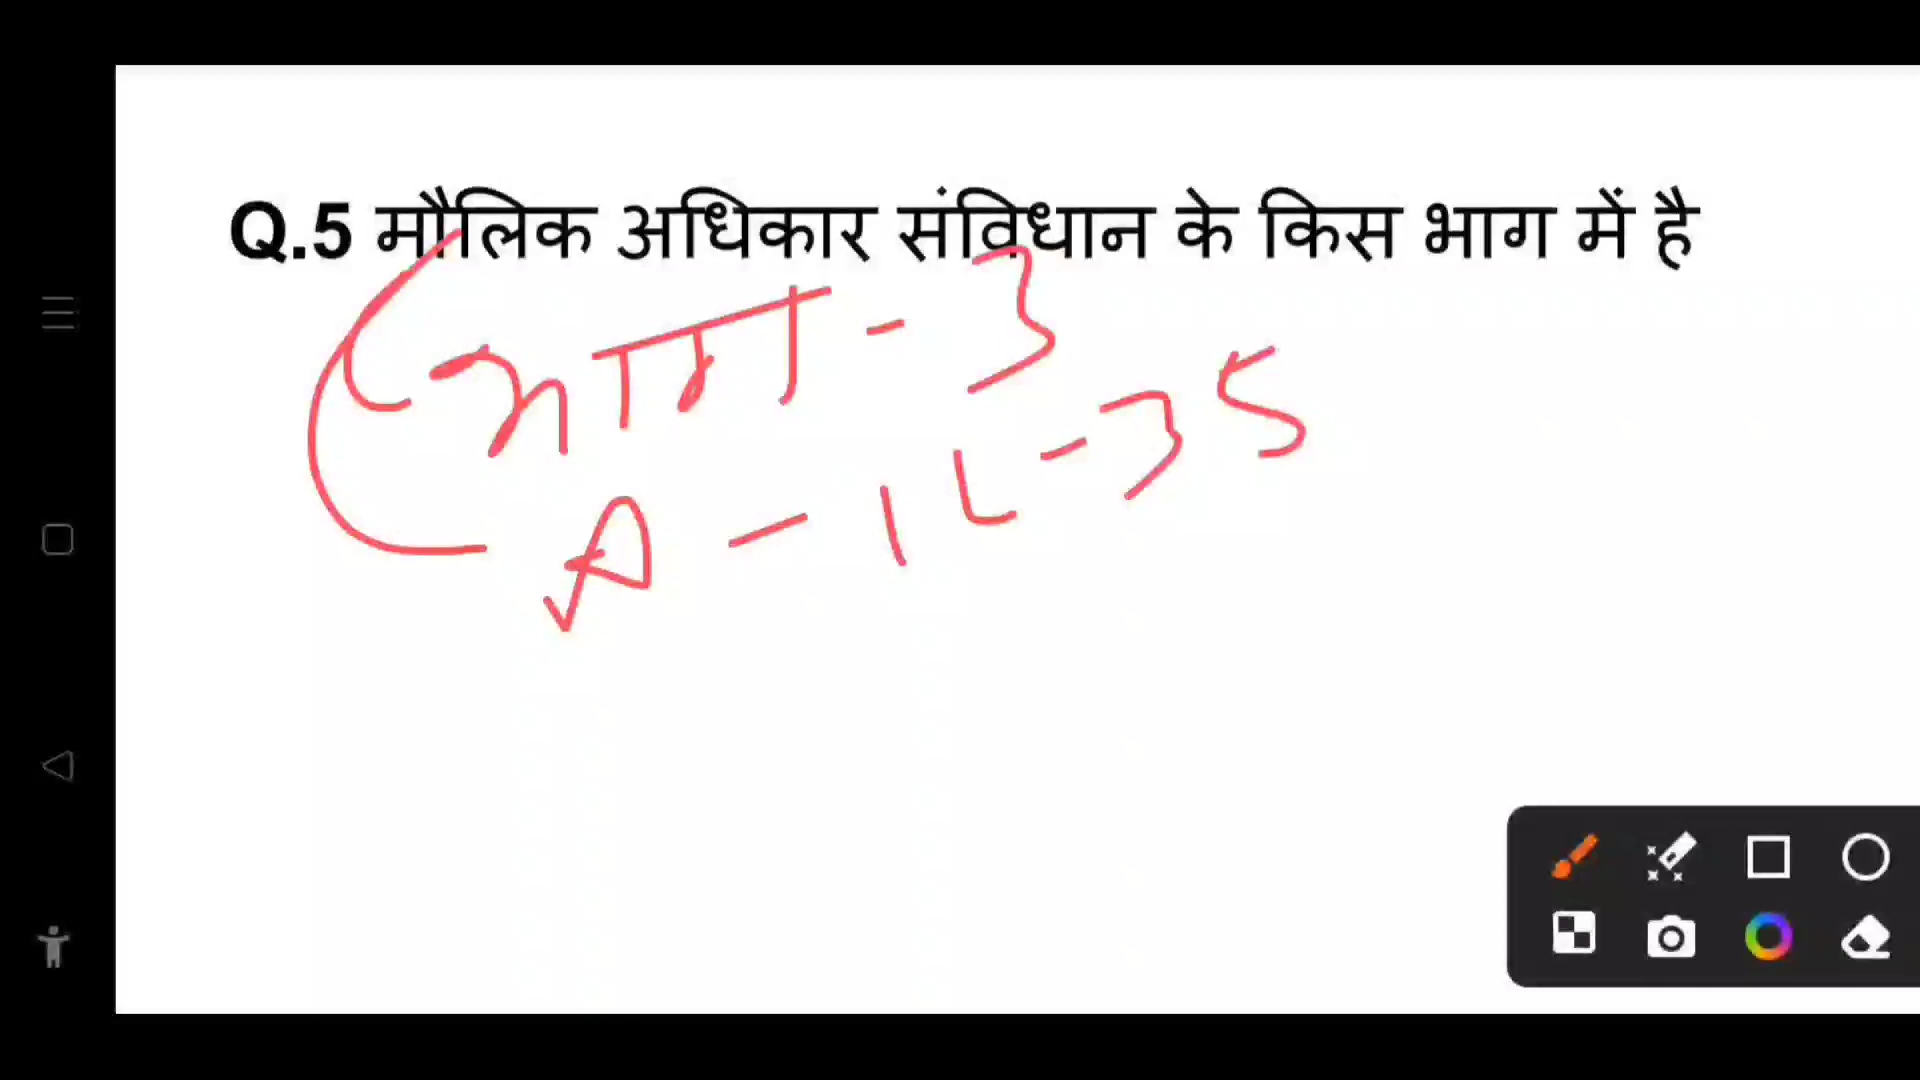 Q.5 मौलिक अधिकार संविधान के किस भाग में है
भाग - 3
A - 12 - 35